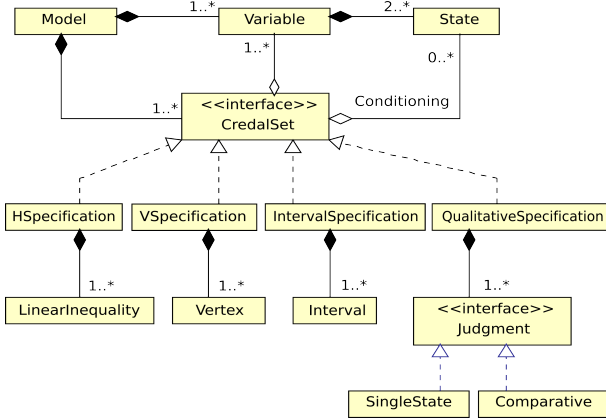 Model
1..*
Variable
2..*
State
1..*
0..*
1..*
<<interface>>
CredalSet
Conditioning
HSpecification
VSpecification
IntervalSpecification
QualitativeSpecification
1..*
1..*
1..*
1..*
LinearInequality
Vertex
Interval
<<interface>>
Judgment
SingleState
Comparative